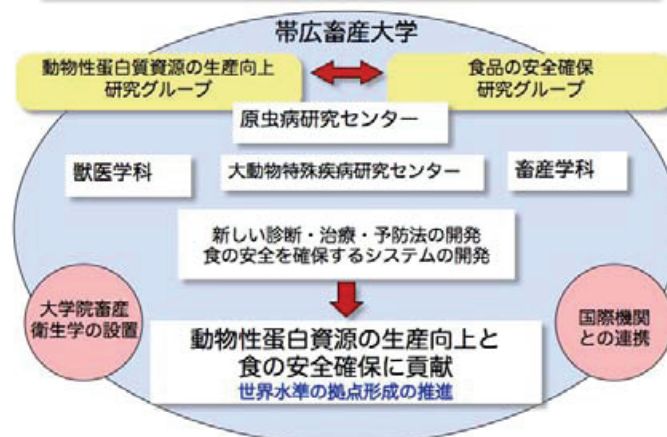 帯広畜産大学
動物性蛋白質資源の生産向上
研究グループ
食品の安全確保
研究グループ
原虫病研究センター
獣医学科
大動物特殊疾病研究センター
畜産学科
新しい診断・治療・予防法の開発
食の安全を確保するシステムの開発
大学院畜産
衛生学の設置
国際機関
との連携
動物性蛋白資源の生産向上と
食の安全確保に貢献
世界水準の拠点形成の推進